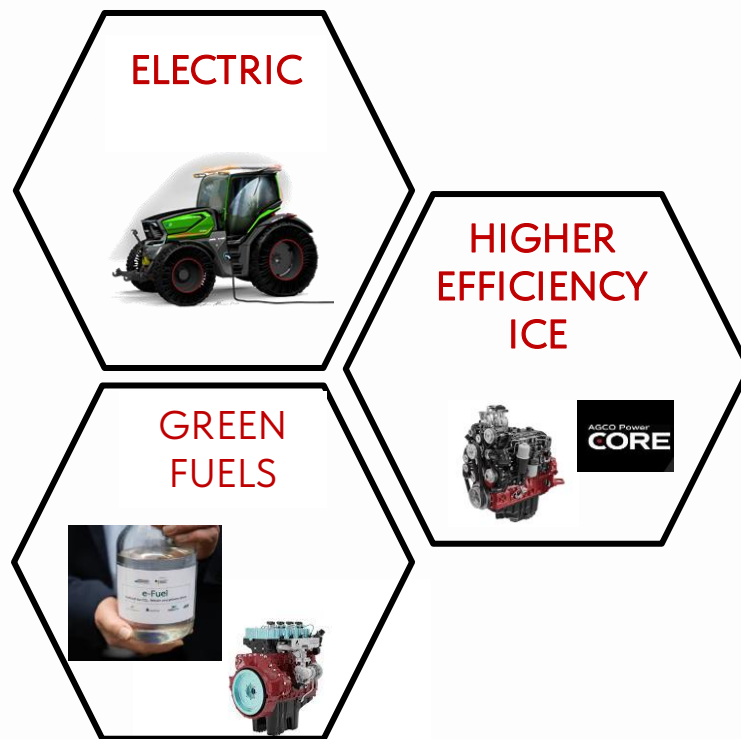 ELECTRIC
HIGHER
EFFICIENCY
ICE
AGCO Power
CORE
GREEN
FUELS
e-Fuel